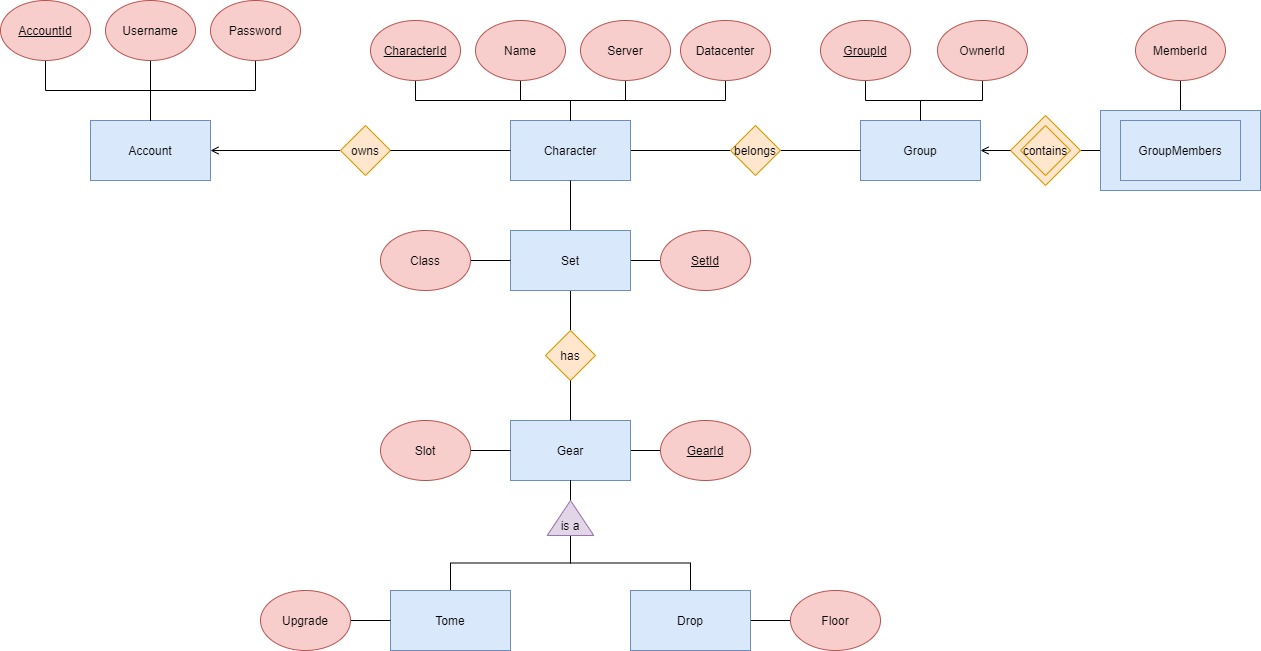 AccountId
Username
Password
CharacterId
Name
Server
Datacenter
GroupId
OwnerId
MemberId
Account
owns
Character
belongs
Group
contains
GroupMembers
Class
Set
SetId
has
Slot
Gear
GearId
is a
Upgrade
Tome
Drop
Floor